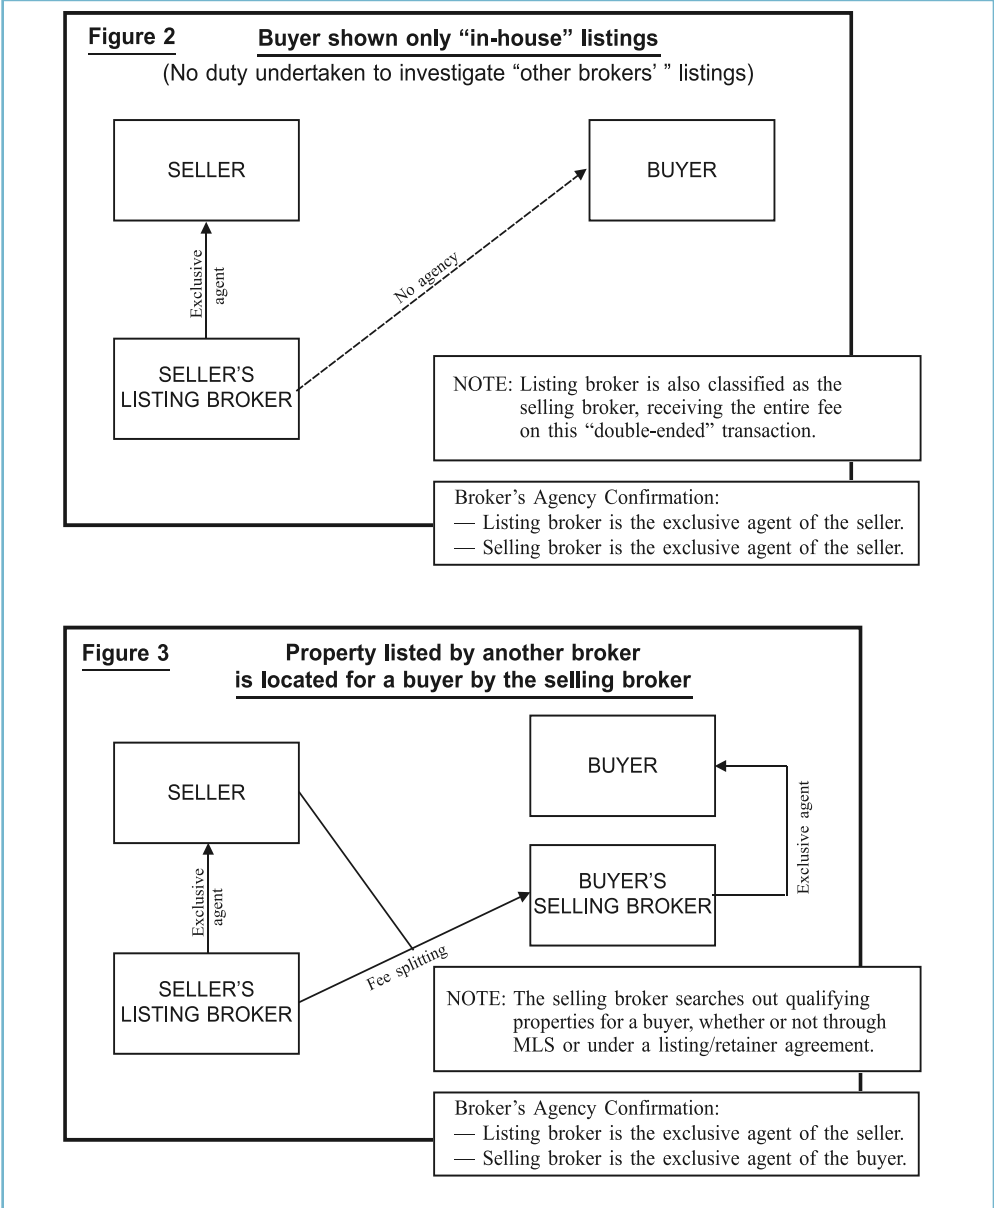 Figure 2
Buyer shown only “in-house” listings
(No duty undertaken to investigate “other brokers’ ” listings)
SELLER
BUYER
Exclusive
agent
No agency
SELLER'S
LISTING BROKER
NOTE: Listing broker is also classified as the
selling broker, receiving the entire fee
on this “double-ended” transaction.
Broker’s Agency Confirmation:
— Listing broker is the exclusive agent of the seller.
— Selling broker is the exclusive agent of the seller.
Figure 3
Property listed by another broker
is located for a buyer by the selling broker
BUYER
SELLER
Exclusive agent
Exclusive
agent
BUYER'S
SELLING BROKER
Fee splitting
SELLER'S
LISTING BROKER
NOTE: The selling broker searches out qualifying
properties for a buyer, whether or not through
MLS or under a listing/retainer agreement.
Broker’s Agency Confirmation:
— Listing broker is the exclusive agent of the seller.
— Selling broker is the exclusive agent of the buyer.